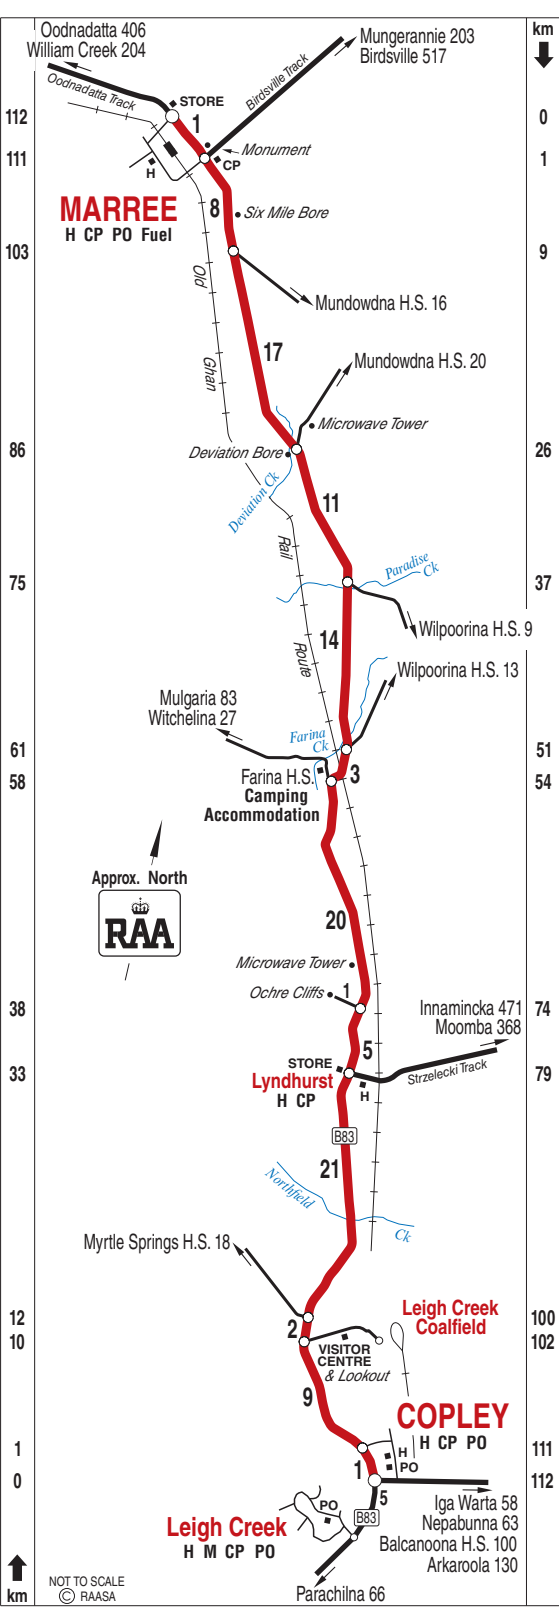 Oodnadatta 406
William Creek 204
Mungerannie 203
Birdsville 517
km
Oodnadatta Track
STORE
Birdsville Track
112
1
0
111
Monument
1
CP
H
MARREE
H CP PO Fuel
8
Six Mile Bore
103
9
Old
Mundowdna H.S. 16
17
Ghan
Mundowdna H.S. 20
Microwave Tower
86
Deviation Bore
26
Deviation Ck
11
Rail
Paradise
Ck
75
37
Wilpoorina H.S. 9
14
Route
Wilpoorina H.S. 13
Mulgaria 83
Witchelina 27
Farina
Ck
61
51
58
Farina H.S.
3
54
Camping
Accommodation
Approx. North
RAA
20
Microwave Tower
Ochre Cliffs
1
38
74
Innamincka 471
Moomba 368
5
STORE
33
Lyndhurst
79
Strzelecki Track
H CP
H
B83
21
Northfield
Ck
Myrtle Springs H.S. 18
12
100
Leigh Creek
Coalfield
2
10
102
VISITOR
CENTRE
& Lookout
9
COPLEY
H CP PO
1
111
H
PO
1
0
112
5
PO
B83
Iga Warta 58
Nepabunna 63
Balcanoona H.S. 100
Arkaroola 130
Leigh Creek
H M CP PO
Parachilna 66
km
NOT TO SCALE
© RAASA